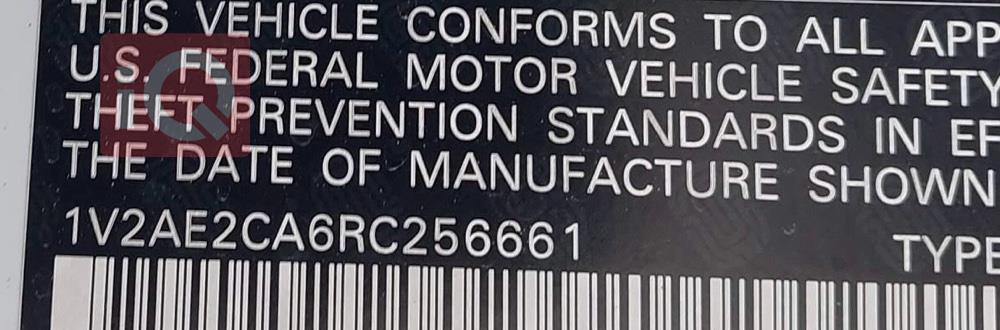 THIS VEHICLE CONFORMS TO ALL APP
U.S. FEDERAL MOTOR VEHICLE SAFETY
THEFT PREVENTION STANDARDS IN EF
THE DATE OF MANUFACTURE SHOWN
1V2AE2CA6RC256661 TYPE
iQ